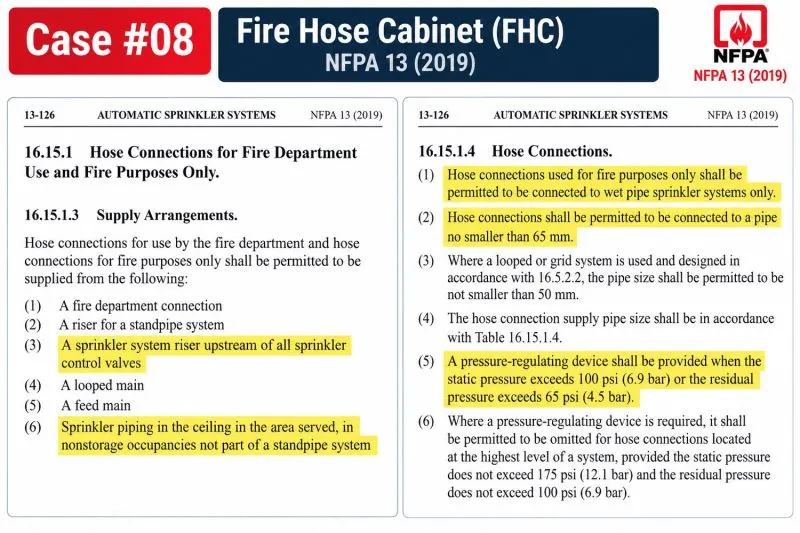 Case #08
Fire Hose Cabinet (FHC)
NFPA 13 (2019)
NFPA®
NFPA 13 (2019)
13-126 AUTOMATIC SPRINKLER SYSTEMS NFPA 13 (2019)
16.15.1 Hose Connections for Fire Department
Use and Fire Purposes Only.
16.15.1.3 Supply Arrangements.
Hose connections for use by the fire department and hose
connections for fire purposes only shall be permitted to be
supplied from the following:
(1) A fire department connection
(2) A riser for a standpipe system
(3) A sprinkler system riser upstream of all sprinkler
control valves
(4) A looped main
(5) A feed main
(6) Sprinkler piping in the ceiling in the area served, in
nonstorage occupancies not part of a standpipe system
13-126 AUTOMATIC SPRINKLER SYSTEMS NFPA 13 (2019)
16.15.1.4 Hose Connections.
(1) Hose connections used for fire purposes only shall be
permitted to be connected to wet pipe sprinkler systems only.
(2) Hose connections shall be permitted to be connected to a pipe
no smaller than 65 mm.
(3) Where a looped or grid system is used and designed in
accordance with 16.5.2.2, the pipe size shall be permitted to be
not smaller than 50 mm.
(4) The hose connection supply pipe size shall be in accordance
with Table 16.15.1.4.
(5) A pressure-regulating device shall be provided when the
static pressure exceeds 100 psi (6.9 bar) or the residual
pressure exceeds 65 psi (4.5 bar).
(6) Where a pressure-regulating device is required, it shall
be permitted to be omitted for hose connections located
at the highest level of a system, provided the static pressure
does not exceed 175 psi (12.1 bar) and the residual pressure
does not exceed 100 psi (6.9 bar).